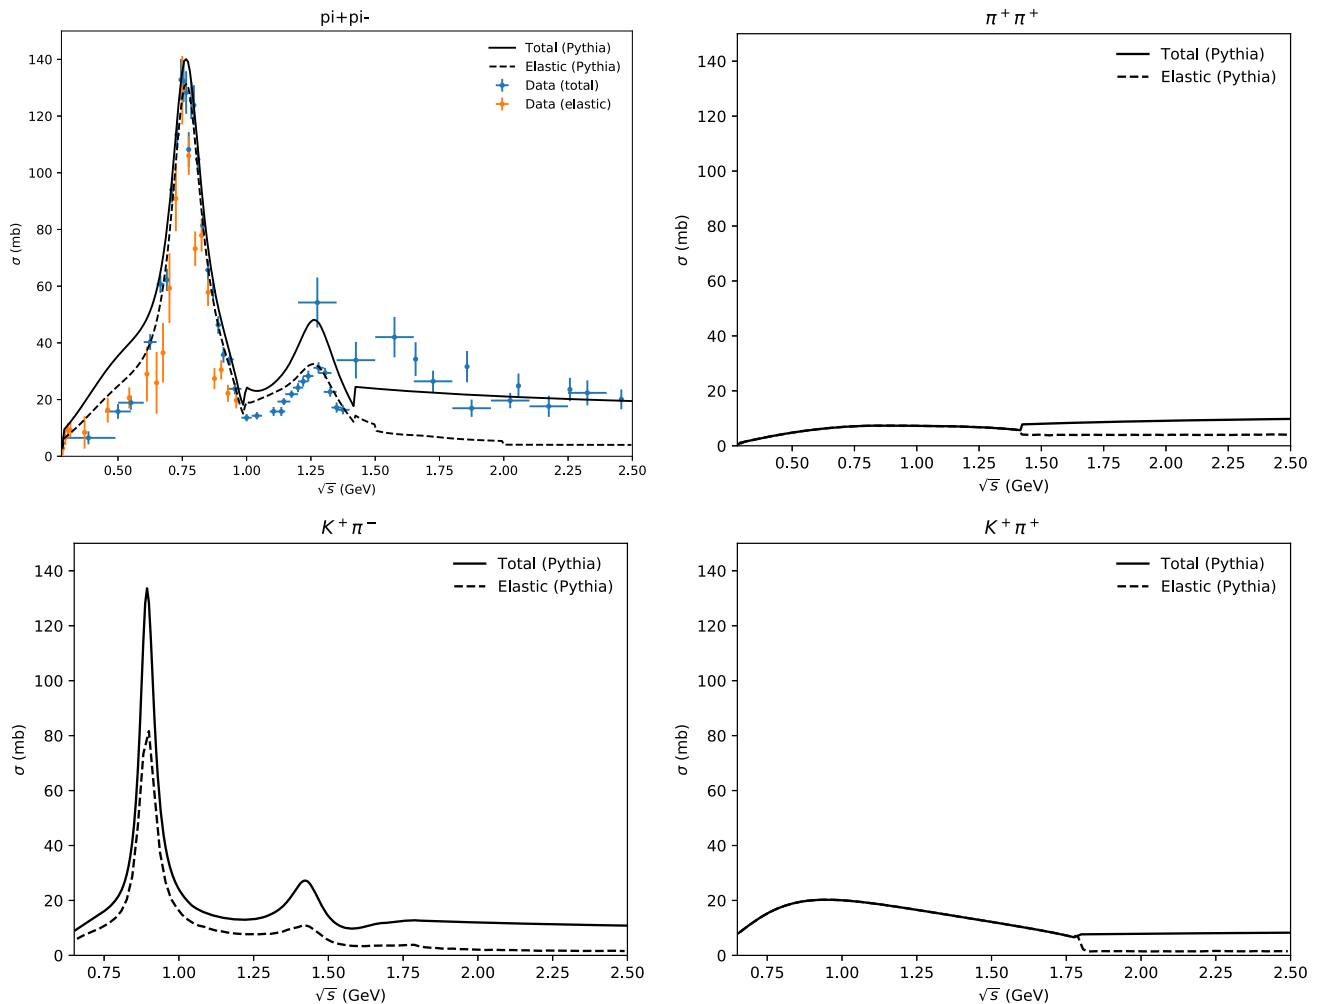 pi+pi-
Total (Pythia)
Elastic (Pythia)
Data (total)
Data (elastic)
140
120
100
80
60
40
20
0
σ (mb)
0.50 0.75 1.00 1.25 1.50 1.75 2.00 2.25 2.50
√s (GeV)
π⁺π⁺
Total (Pythia)
Elastic (Pythia)
140
120
100
80
60
40
20
0
σ (mb)
0.50 0.75 1.00 1.25 1.50 1.75 2.00 2.25 2.50
√s (GeV)
K⁺π⁻
Total (Pythia)
Elastic (Pythia)
140
120
100
80
60
40
20
0
σ (mb)
0.75 1.00 1.25 1.50 1.75 2.00 2.25 2.50
√s (GeV)
K⁺π⁺
Total (Pythia)
Elastic (Pythia)
140
120
100
80
60
40
20
0
σ (mb)
0.75 1.00 1.25 1.50 1.75 2.00 2.25 2.50
√s (GeV)